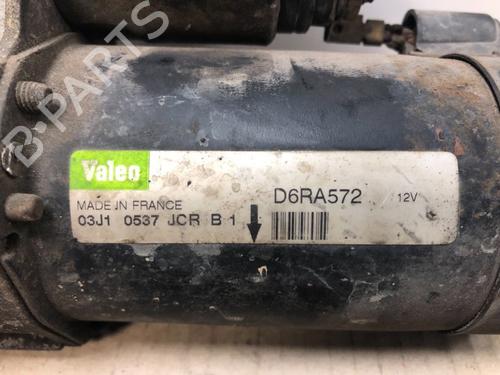 B-PARTS
Valeo
MADE IN FRANCE
03J1 0537 JCR B 1
D6RA572 12V